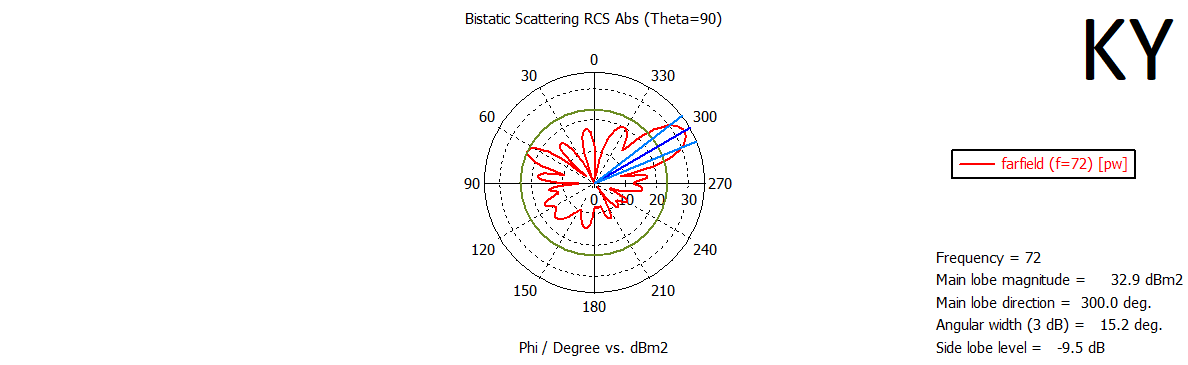 Bistatic Scattering RCS Abs (Theta=90)
KY
0
30
330
60
300
90
270
0 10 20 30
120
240
150
210
180
Phi / Degree vs. dBm2
farfield (f=72) [pw]
Frequency = 72
Main lobe magnitude = 32.9 dBm2
Main lobe direction = 300.0 deg.
Angular width (3 dB) = 15.2 deg.
Side lobe level = -9.5 dB